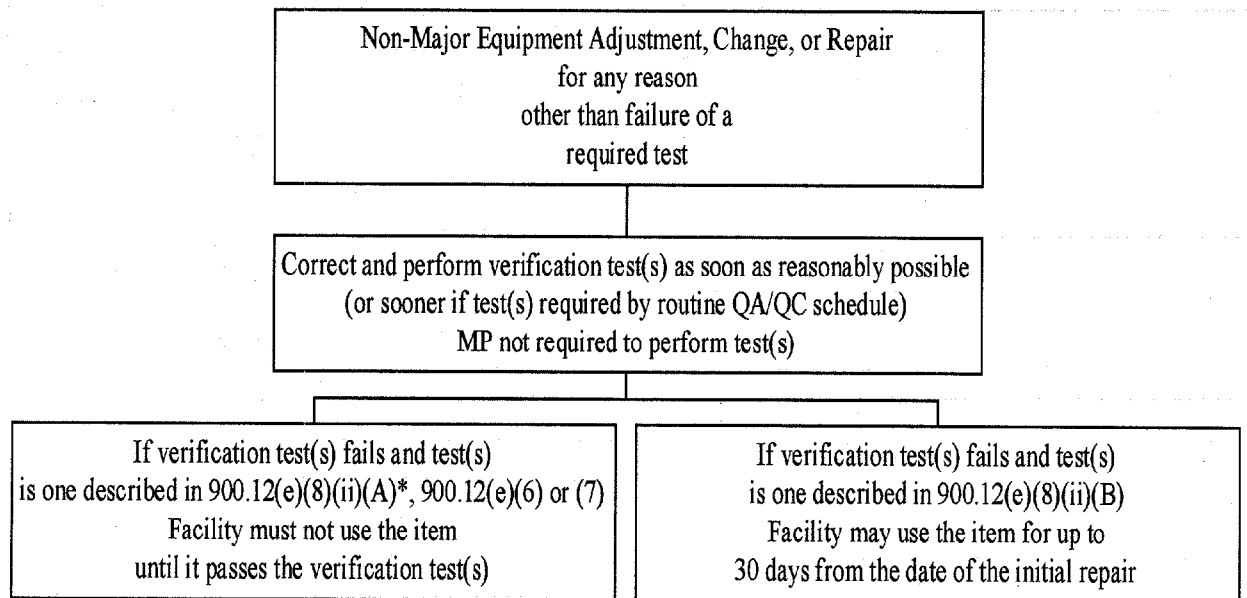 Non-Major Equipment Adjustment, Change, or Repair
for any reason
other than failure of a
required test
Correct and perform verification test(s) as soon as reasonably possible
(or sooner if test(s) required by routine QA/QC schedule)
MP not required to perform test(s)
If verification test(s) fails and test(s)
is one described in 900.12(e)(8)(ii)(A)*, 900.12(e)(6) or (7)
Facility must not use the item
until it passes the verification test(s)
If verification test(s) fails and test(s)
is one described in 900.12(e)(8)(ii)(B)
Facility may use the item for up to
30 days from the date of the initial repair